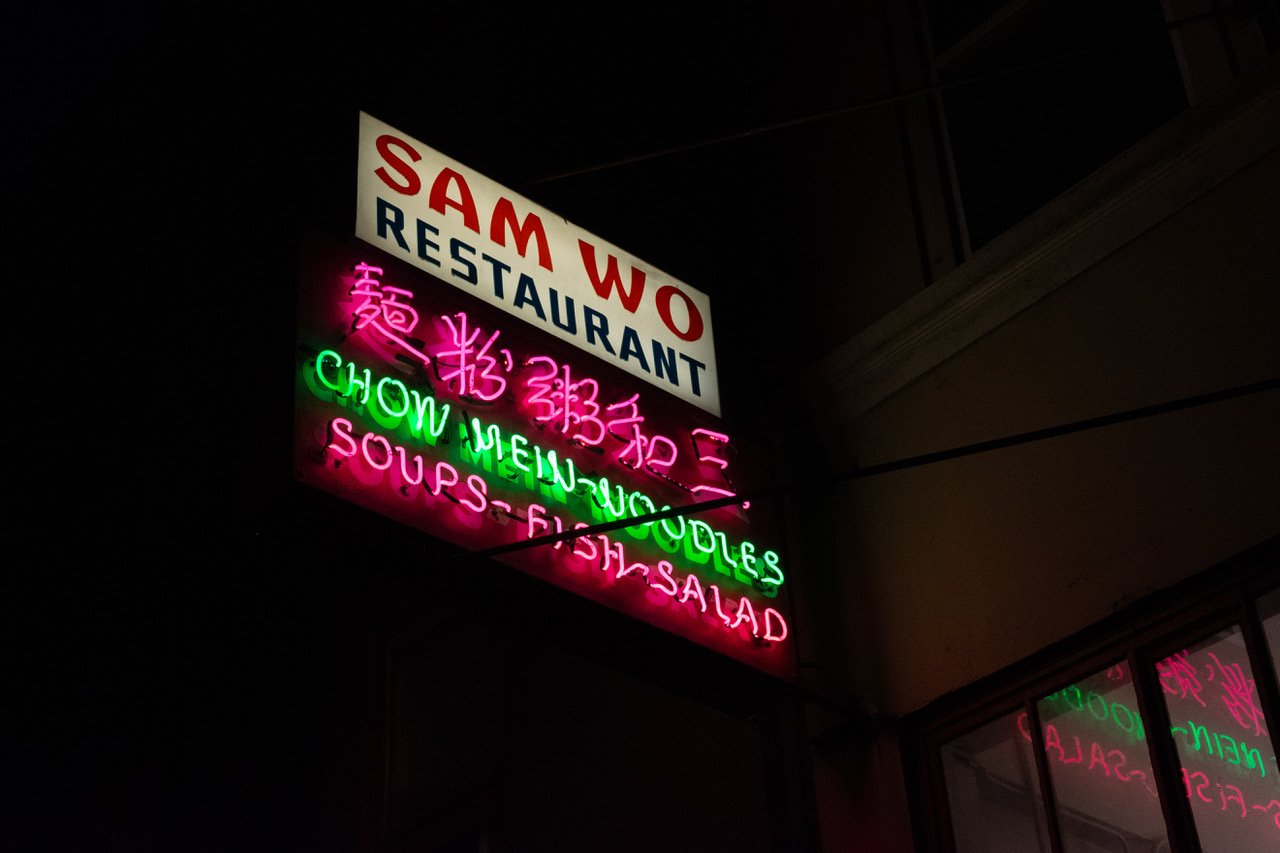 SAM WO
RESTAURANT
麵粉粥和三
CHOW MEIN-NOODLES
SOUPS-FISH-SALAD